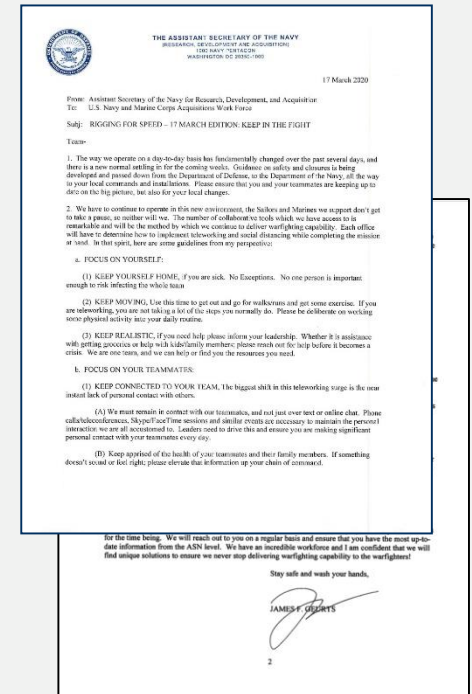 THE ASSISTANT SECRETARY OF THE NAVY
(RESEARCH, DEVELOPMENT AND ACQUISITION)
1000 NAVY PENTAGON
WASHINGTON DC 20350-1000
17 March 2020
From: Assistant Secretary of the Navy for Research, Development, and Acquisition
To: U.S. Navy and Marine Corps Acquisitions Work Force
Subj: RIGGING FOR SPEED – 17 MARCH EDITION: KEEP IN THE FIGHT
Team-
1. The way we operate on a day-to-day basis has fundamentally changed over the past several days, and
there is a new normal settling in for the coming weeks. Guidance on safety and closures is being
developed and passed down from the Department of Defense, to the Department of the Navy, all the way
to your local commands and installations. Please ensure that you and your teammates are keeping up to
date on the big picture, but also for your local changes.
2. We have to continue to operate in this new environment, the Sailors and Marines we support don't get
to take a pause, so neither will we. The number of collaborative tools which we have access to is
remarkable and will be the method by which we continue to deliver warfighting capability. Each office
will have to determine how to implement teleworking and social distancing while completing the mission
at hand. In that spirit, here are some guidelines from my perspective:
a. FOCUS ON YOURSELF:
(1) KEEP YOURSELF HOME, if you are sick. No Exceptions. No one person is important
enough to risk infecting the whole team
(2) KEEP MOVING, Use this time to get out and go for walks/runs and get some exercise. If you
are teleworking, you are not taking a lot of the steps you normally do. Please be deliberate on working
some physical activity into your daily routine.
(3) KEEP REALISTIC, if you need help please inform your leadership. Whether it is assistance
with getting groceries or help with kids/family members; please reach out for help before it becomes a
crisis. We are one team, and we can help or find you the resources you need.
b. FOCUS ON YOUR TEAMMATES:
(1) KEEP CONNECTED TO YOUR TEAM, The biggest shift in this teleworking surge is the near
instant lack of personal contact with others.
(A) We must remain in contact with our teammates, and not just over text or online chat. Phone
calls/teleconferences, Skype/FaceTime sessions and similar events are necessary to maintain the personal
interaction we are all accustomed to. Leaders need to drive this and ensure you are making significant
personal contact with your teammates every day.
(B) Keep apprised of the health of your teammates and their family members. If something
doesn't sound or feel right; please elevate that information up your chain of command.
for the time being. We will reach out to you on a regular basis and ensure that you have the most up-to-
date information from the ASN level. We have an incredible workforce and I am confident that we will
find unique solutions to ensure we never stop delivering warfighting capability to the warfighters!
Stay safe and wash your hands,
JAMES F. GEURTS
2